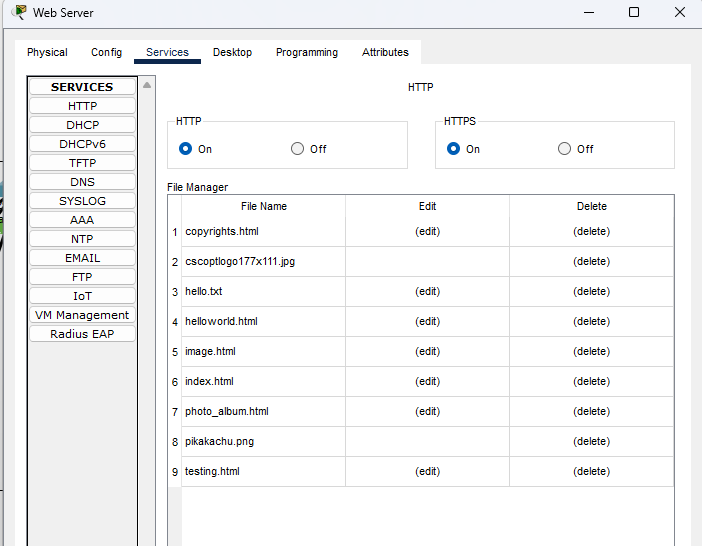 Web Server
Physical Config Services Desktop Programming Attributes
SERVICES
HTTP
DHCP
DHCPv6
TFTP
DNS
SYSLOG
AAA
NTP
EMAIL
FTP
IoT
VM Management
Radius EAP
HTTP
HTTP
On Off
HTTPS
On Off
File Manager
File Name Edit Delete
1 copyrights.html (edit) (delete)
2 cscoptlogo177x111.jpg (delete)
3 hello.txt (edit) (delete)
4 helloworld.html (edit) (delete)
5 image.html (edit) (delete)
6 index.html (edit) (delete)
7 photo_album.html (edit) (delete)
8 pikakachu.png (delete)
9 testing.html (edit) (delete)